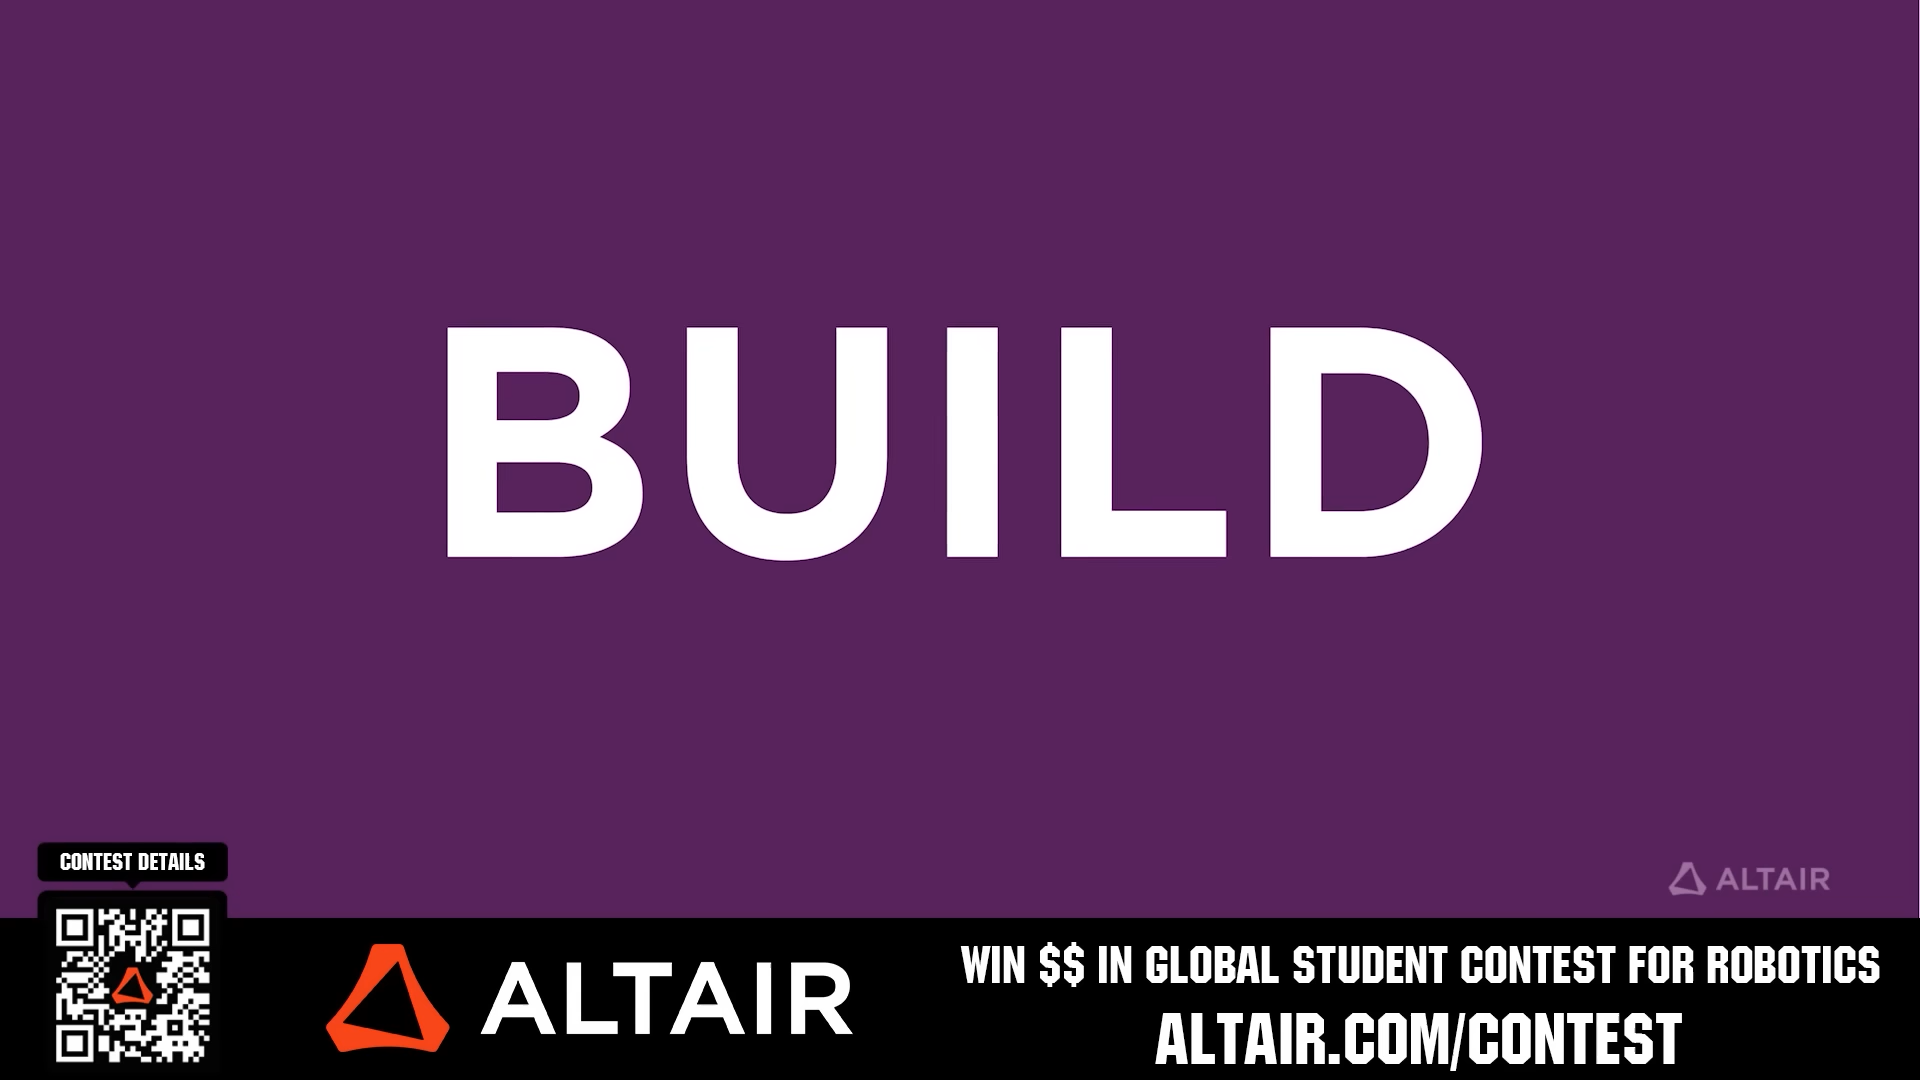 BUILD
CONTEST DETAILS
ALTAIR
ALTAIR
WIN $$ IN GLOBAL STUDENT CONTEST FOR ROBOTICS
ALTAIR.COM/CONTEST